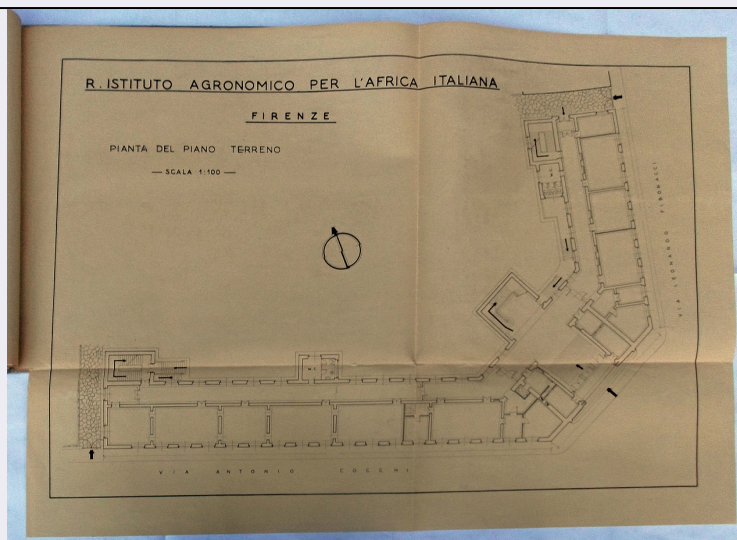 R. ISTITUTO AGRONOMICO PER L'AFRICA ITALIANA
FIRENZE
PIANTA DEL PIANO TERRENO
— SCALA 1:100 —
VIA LEONARDO FIBONACCI
VIA ANTONIO COCCHI